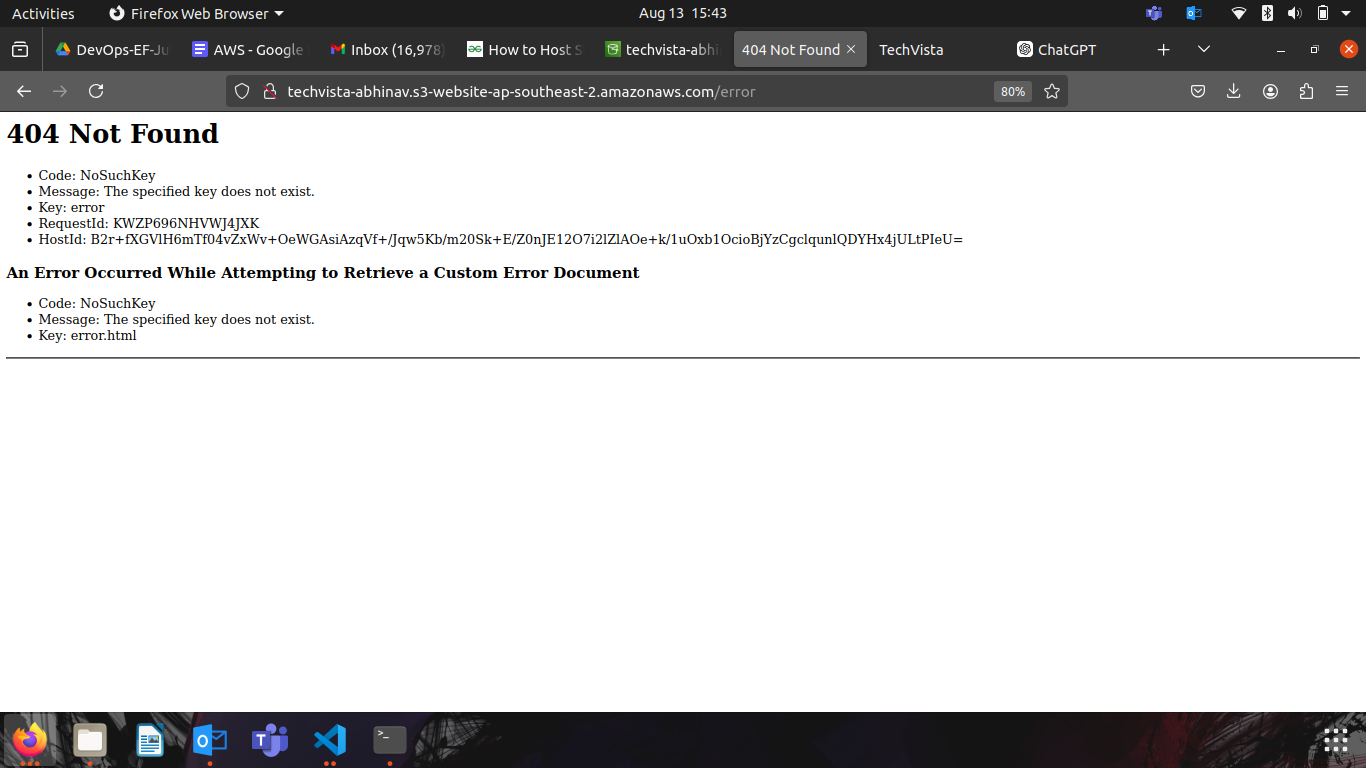 Activities Firefox Web Browser Aug 13 15:43
DevOps-EF-Ju AWS - Google Inbox (16,978) How to Host S techvista-abhi 404 Not Found TechVista ChatGPT
techvista-abhinav.s3-website-ap-southeast-2.amazonaws.com/error 80%
404 Not Found
• Code: NoSuchKey
• Message: The specified key does not exist.
• Key: error
• RequestId: KWZP696NHVWJ4JXK
• HostId: B2r+fXGVlH6mTf04vZxWv+OeWGAsiAzqVf+/Jqw5Kb/m20Sk+E/Z0nJE12O7i2lZlAOe+k/1uOxb1OcioBjYzCgclqunlQDYHx4jULtPIeU=
An Error Occurred While Attempting to Retrieve a Custom Error Document
• Code: NoSuchKey
• Message: The specified key does not exist.
• Key: error.html